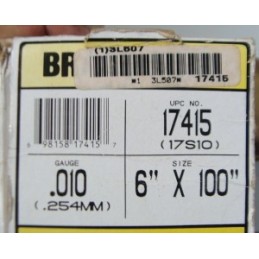 (1)3L507
BR
*1 3L507* 17415
UPC NO.
17415
(17S10)
6 98158 17415 7
GAUGE
.010
(.254MM)
SIZE
6" X 100"